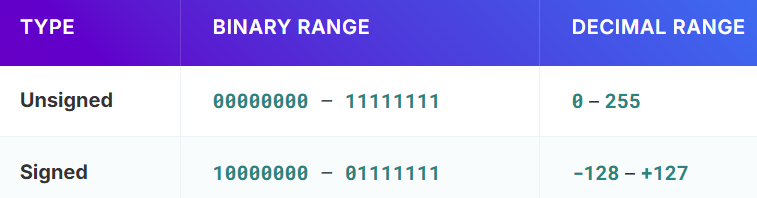 TYPE BINARY RANGE DECIMAL RANGE
Unsigned 00000000 – 11111111 0 – 255
Signed 10000000 – 01111111 -128 – +127